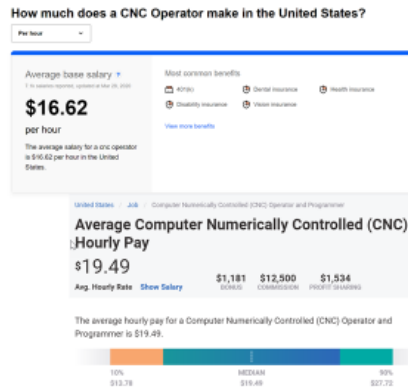 How much does a CNC Operator make in the United States?
Per hour
Average base salary ?
Most common benefits
401(k)
Dental insurance
Health insurance
Disability insurance
Vision insurance
View more benefits
$16.62
per hour
The average salary for a cnc operator
is $16.62 per hour in the United
States.
United States / Job / Computer Numerically Controlled (CNC) Operator and Programmer
Average Computer Numerically Controlled (CNC)
Hourly Pay
$19.49
Avg. Hourly Rate Show Salary
$1,181
BONUS
$12,500
COMMISSION
$1,534
PROFIT SHARING
The average hourly pay for a Computer Numerically Controlled (CNC) Operator and
Programmer is $19.49.
10%
$13.78
MEDIAN
$19.49
90%
$27.72